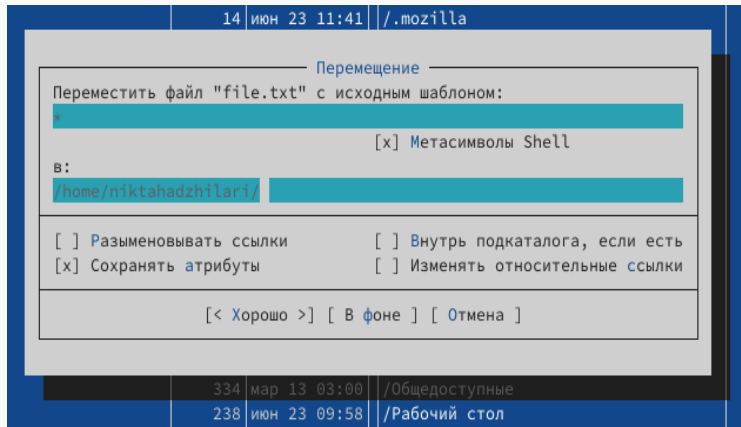 14 июн 23 11:41 /.mozilla
Перемещение
Переместить файл "file.txt" с исходным шаблоном:
*
[x] Метасимволы Shell
в:
/home/niktahadzhilari/
[ ] Разыменовывать ссылки [ ] Внутрь подкаталога, если есть
[x] Сохранять атрибуты [ ] Изменять относительные ссылки
[< Хорошо >] [ В фоне ] [ Отмена ]
334 мар 13 03:00 /Общедоступные
238 июн 23 09:58 /Рабочий стол